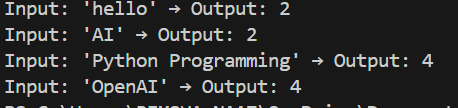 Input: 'hello' → Output: 2
Input: 'AI' → Output: 2
Input: 'Python Programming' → Output: 4
Input: 'OpenAI' → Output: 4